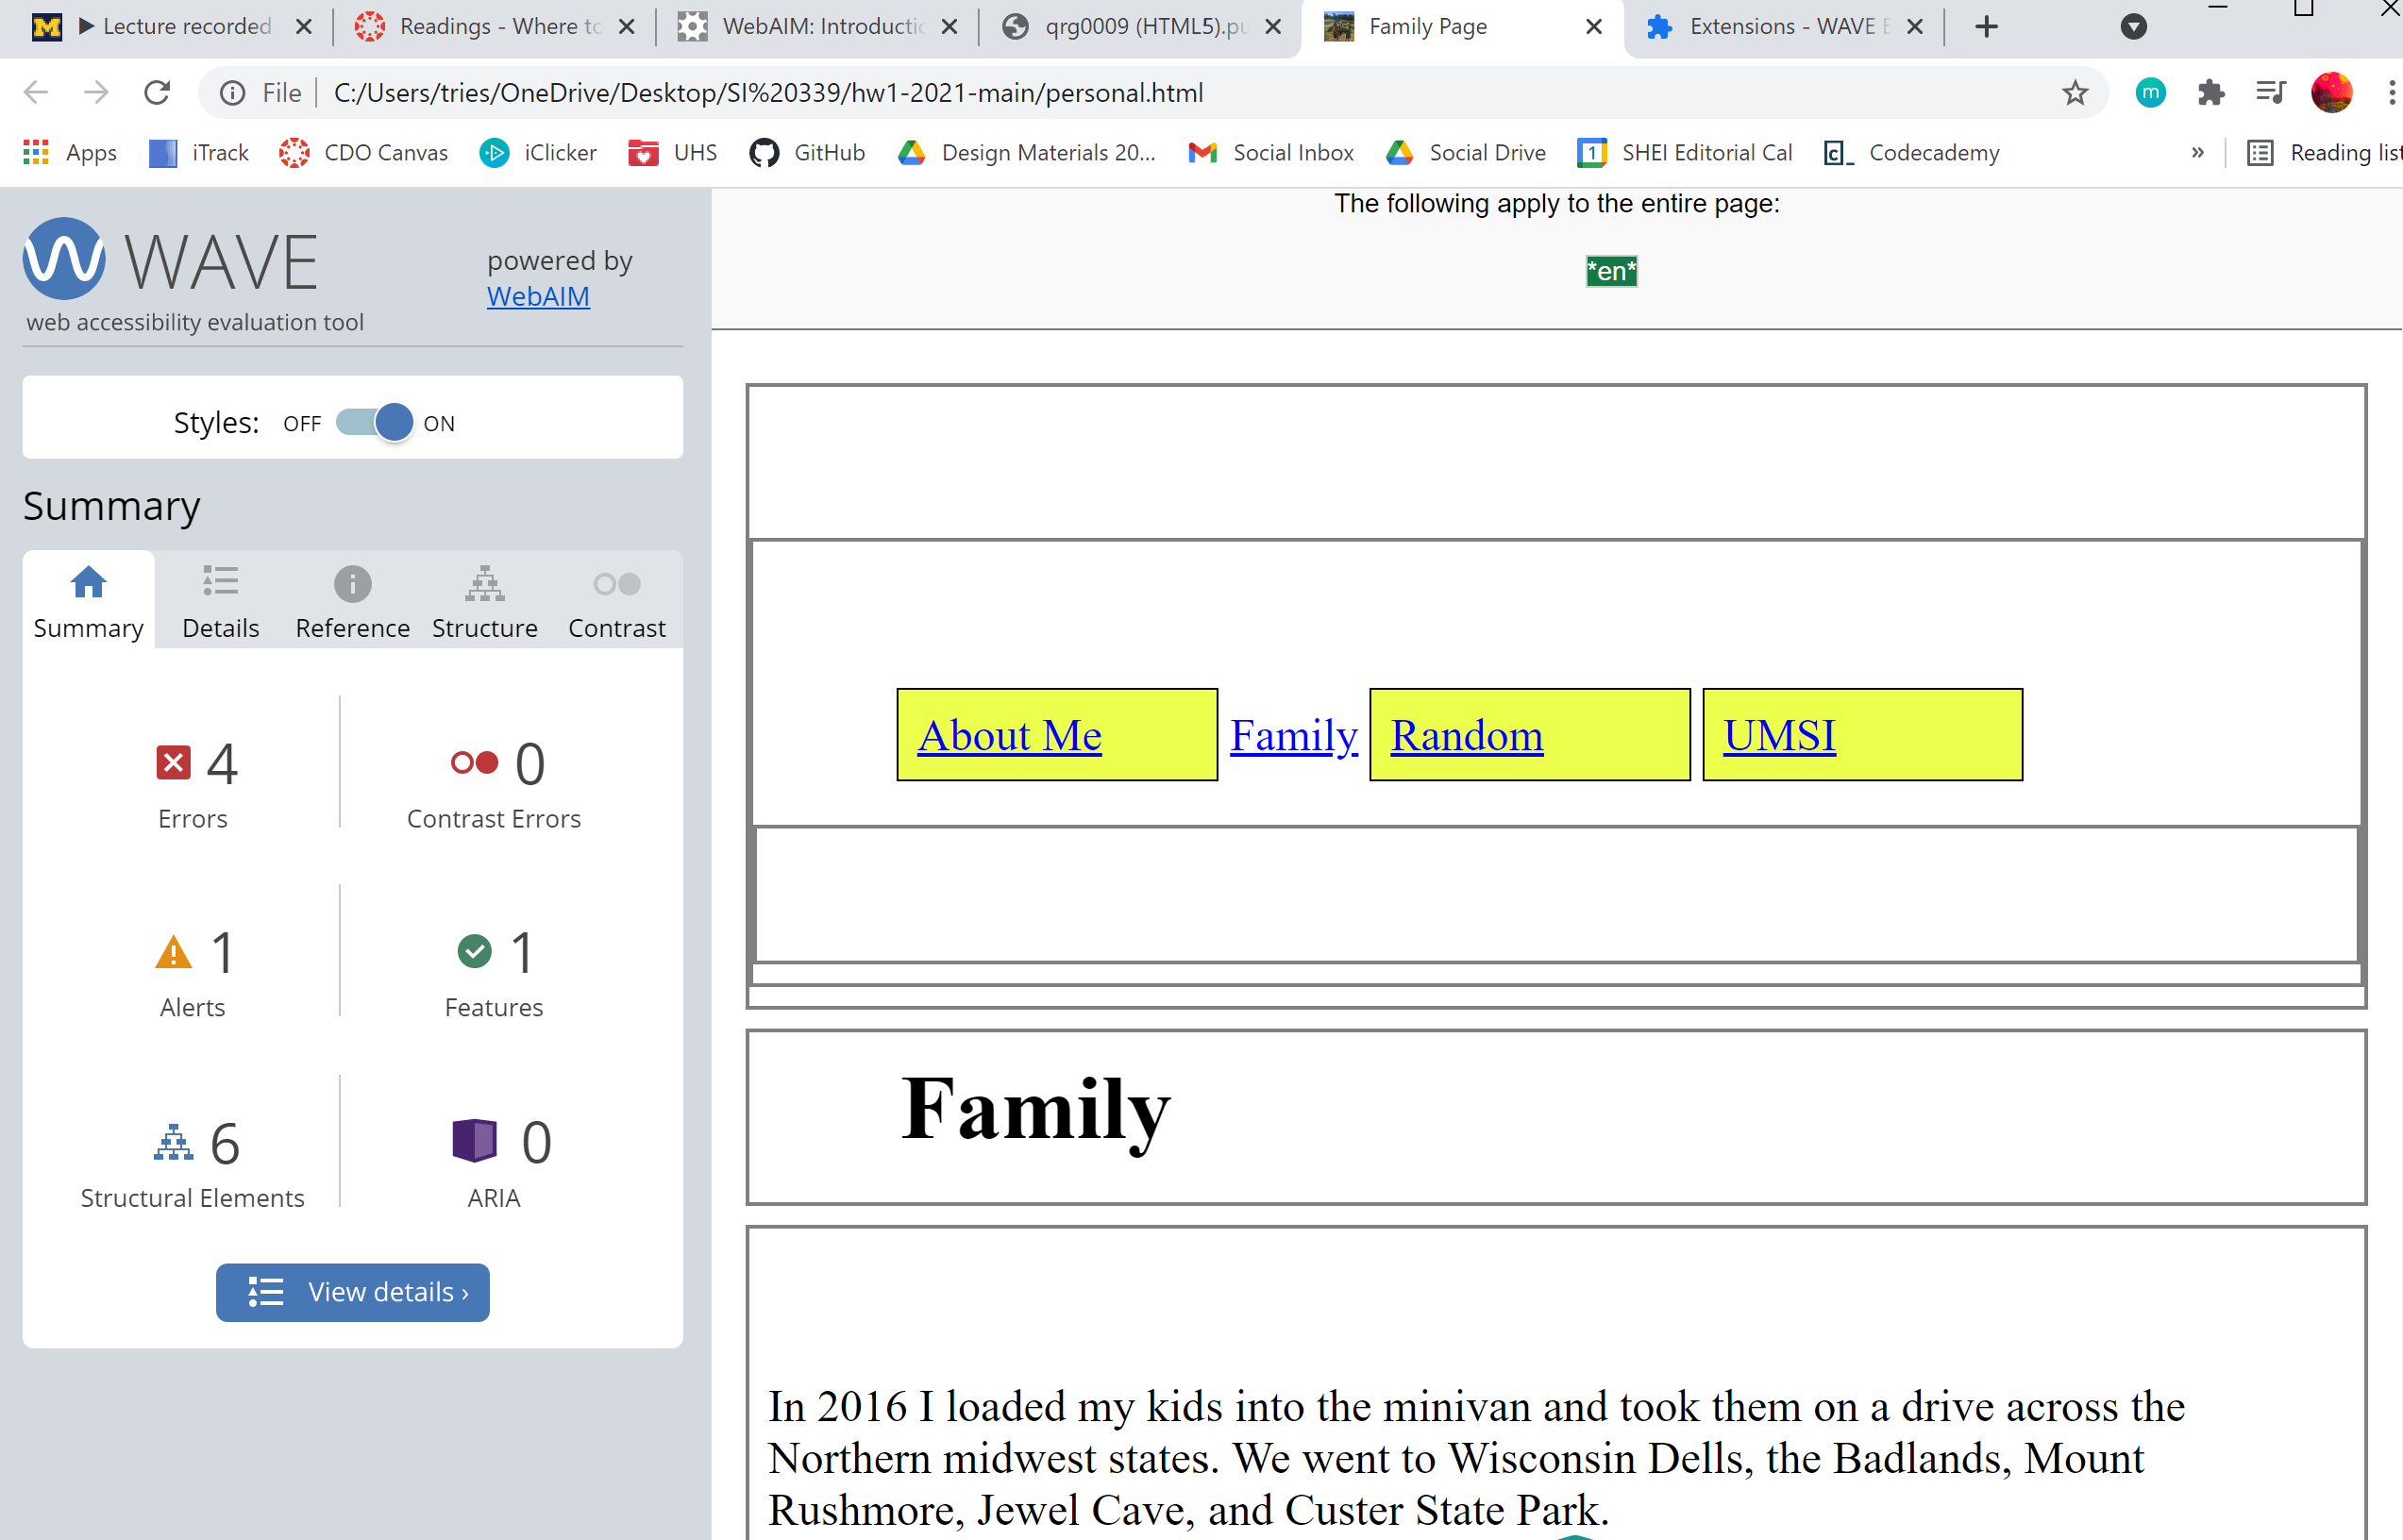 Lecture recorded
Readings - Where to
WebAIM: Introductic
qrg0009 (HTML5).pu
Family Page
Extensions - WAVE E
File
C:/Users/tries/OneDrive/Desktop/SI%20339/hw1-2021-main/personal.html
m
Apps
iTrack
CDO Canvas
iClicker
UHS
GitHub
Design Materials 20...
Social Inbox
Social Drive
1
SHEI Editorial Cal
c_
Codecademy
»
Reading list
WAVE
powered by
WebAIM
web accessibility evaluation tool
Styles: OFF ON
Summary
Summary
Details
Reference
Structure
Contrast
4
Errors
0
Contrast Errors
1
Alerts
1
Features
6
Structural Elements
0
ARIA
View details ›
The following apply to the entire page:
*en*
About Me
Family
Random
UMSI
Family
In 2016 I loaded my kids into the minivan and took them on a drive across the
Northern midwest states. We went to Wisconsin Dells, the Badlands, Mount
Rushmore, Jewel Cave, and Custer State Park.